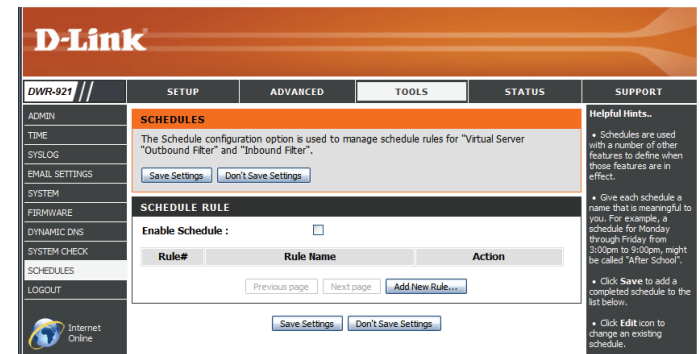 D-Link
DWR-921
SETUP
ADVANCED
TOOLS
STATUS
SUPPORT
ADMIN
TIME
SYSLOG
EMAIL SETTINGS
SYSTEM
FIRMWARE
DYNAMIC DNS
SYSTEM CHECK
SCHEDULES
LOGOUT
Internet
Online
SCHEDULES
The Schedule configuration option is used to manage schedule rules for "Virtual Server
"Outbound Filter" and "Inbound Filter".
Save Settings
Don't Save Settings
SCHEDULE RULE
Enable Schedule :
Rule#
Rule Name
Action
Previous page
Next page
Add New Rule...
Save Settings
Don't Save Settings
Helpful Hints..
• Schedules are used
with a number of other
features to define when
those features are in
effect.
• Give each schedule a
name that is meaningful to
you. For example, a
schedule for Monday
through Friday from
3:00pm to 9:00pm, might
be called "After School".
• Click Save to add a
completed schedule to the
list below.
• Click Edit icon to
change an existing
schedule.